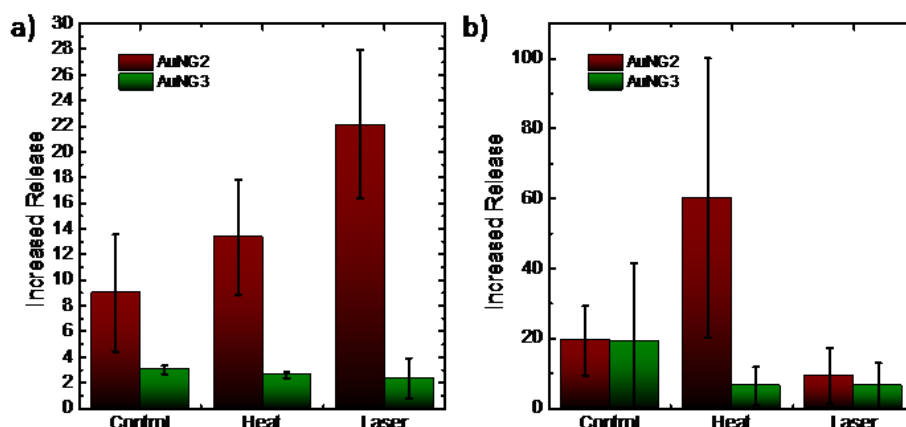 a)
30
28
26
24
22
20
18
16
14
12
10
8
6
4
2
0
Increased Release
AuNG2
AuNG3
Control Heat Laser
b)
100
80
60
40
20
0
Increased Release
AuNG2
AuNG3
Control Heat Laser